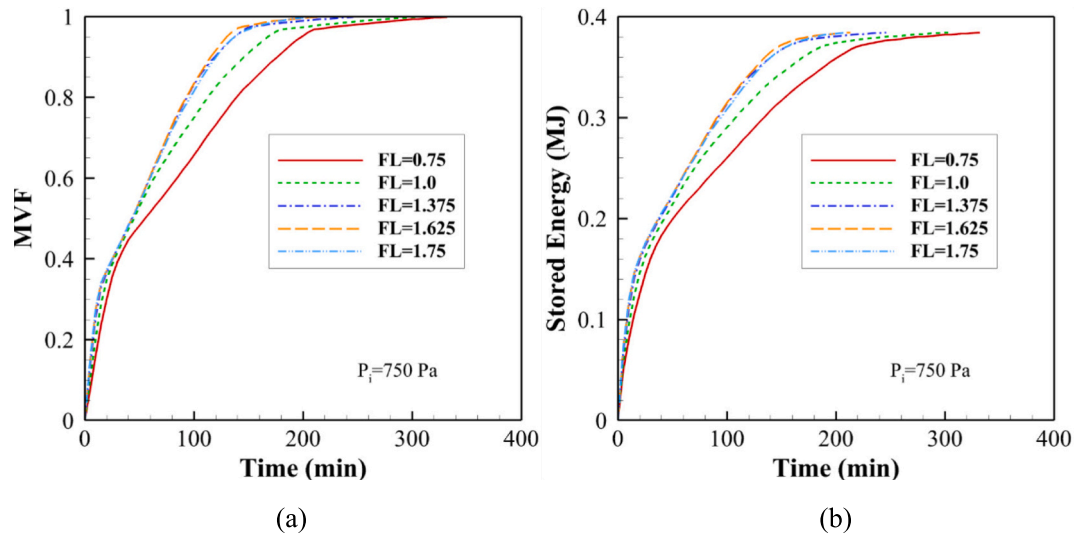 1
0.8
0.6
0.4
0.2
0
MVF
FL=0.75
FL=1.0
FL=1.375
FL=1.625
FL=1.75
P_i=750 Pa
0 100 200 300 400
Time (min)
(a)
0.4
0.3
0.2
0.1
0
Stored Energy (MJ)
FL=0.75
FL=1.0
FL=1.375
FL=1.625
FL=1.75
P_i=750 Pa
0 100 200 300 400
Time (min)
(b)